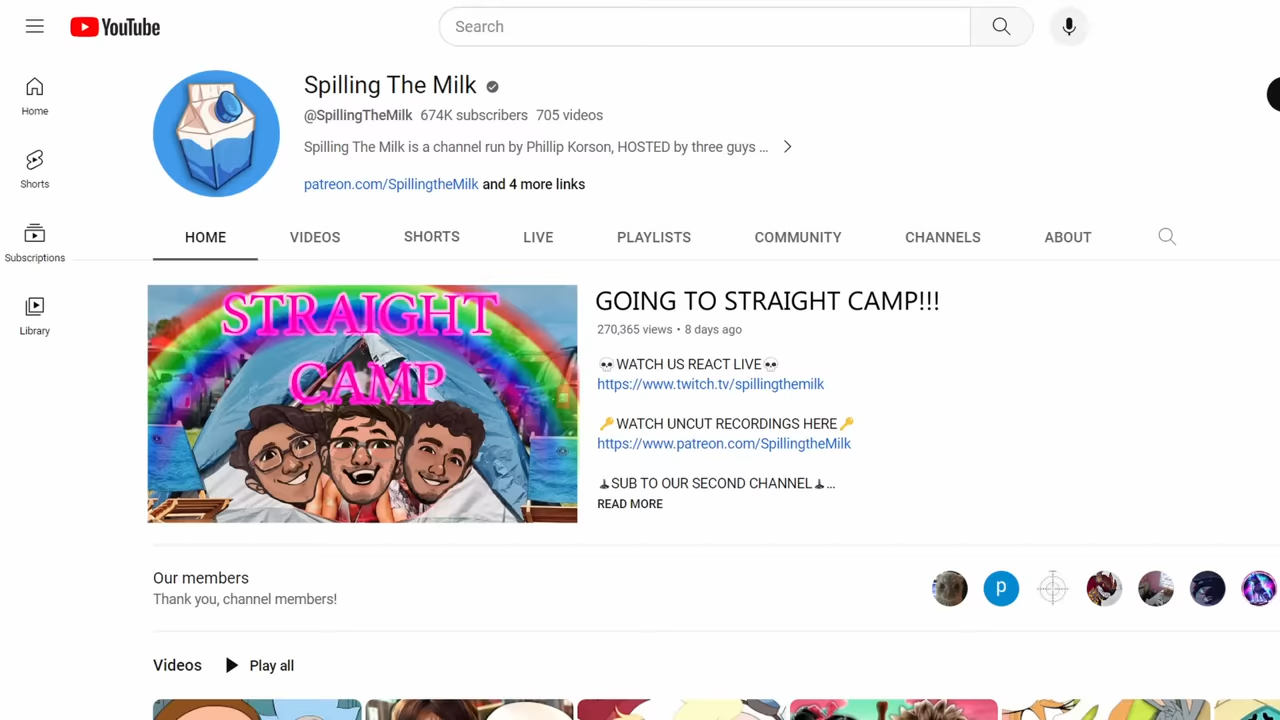 YouTube
Search
Home
Shorts
Subscriptions
Library
Spilling The Milk
@SpillingTheMilk 674K subscribers 705 videos
Spilling The Milk is a channel run by Phillip Korson, HOSTED by three guys ...
patreon.com/SpillingtheMilk and 4 more links
HOME VIDEOS SHORTS LIVE PLAYLISTS COMMUNITY CHANNELS ABOUT
STRAIGHT
CAMP
GOING TO STRAIGHT CAMP!!!
270,365 views • 8 days ago
💀WATCH US REACT LIVE💀
https://www.twitch.tv/spillingthemilk
🔑WATCH UNCUT RECORDINGS HERE🔑
https://www.patreon.com/SpillingtheMilk
SUB TO OUR SECOND CHANNEL...
READ MORE
Our members
Thank you, channel members!
p
Videos Play all